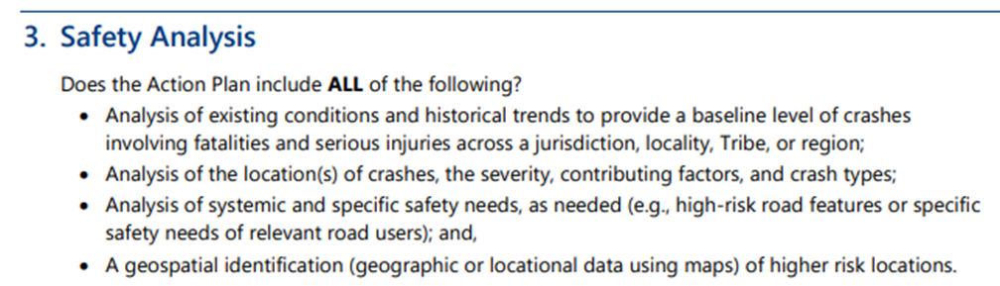 3. Safety Analysis
Does the Action Plan include ALL of the following?
• Analysis of existing conditions and historical trends to provide a baseline level of crashes
involving fatalities and serious injuries across a jurisdiction, locality, Tribe, or region;
• Analysis of the location(s) of crashes, the severity, contributing factors, and crash types;
• Analysis of systemic and specific safety needs, as needed (e.g., high-risk road features or specific
safety needs of relevant road users); and,
• A geospatial identification (geographic or locational data using maps) of higher risk locations.